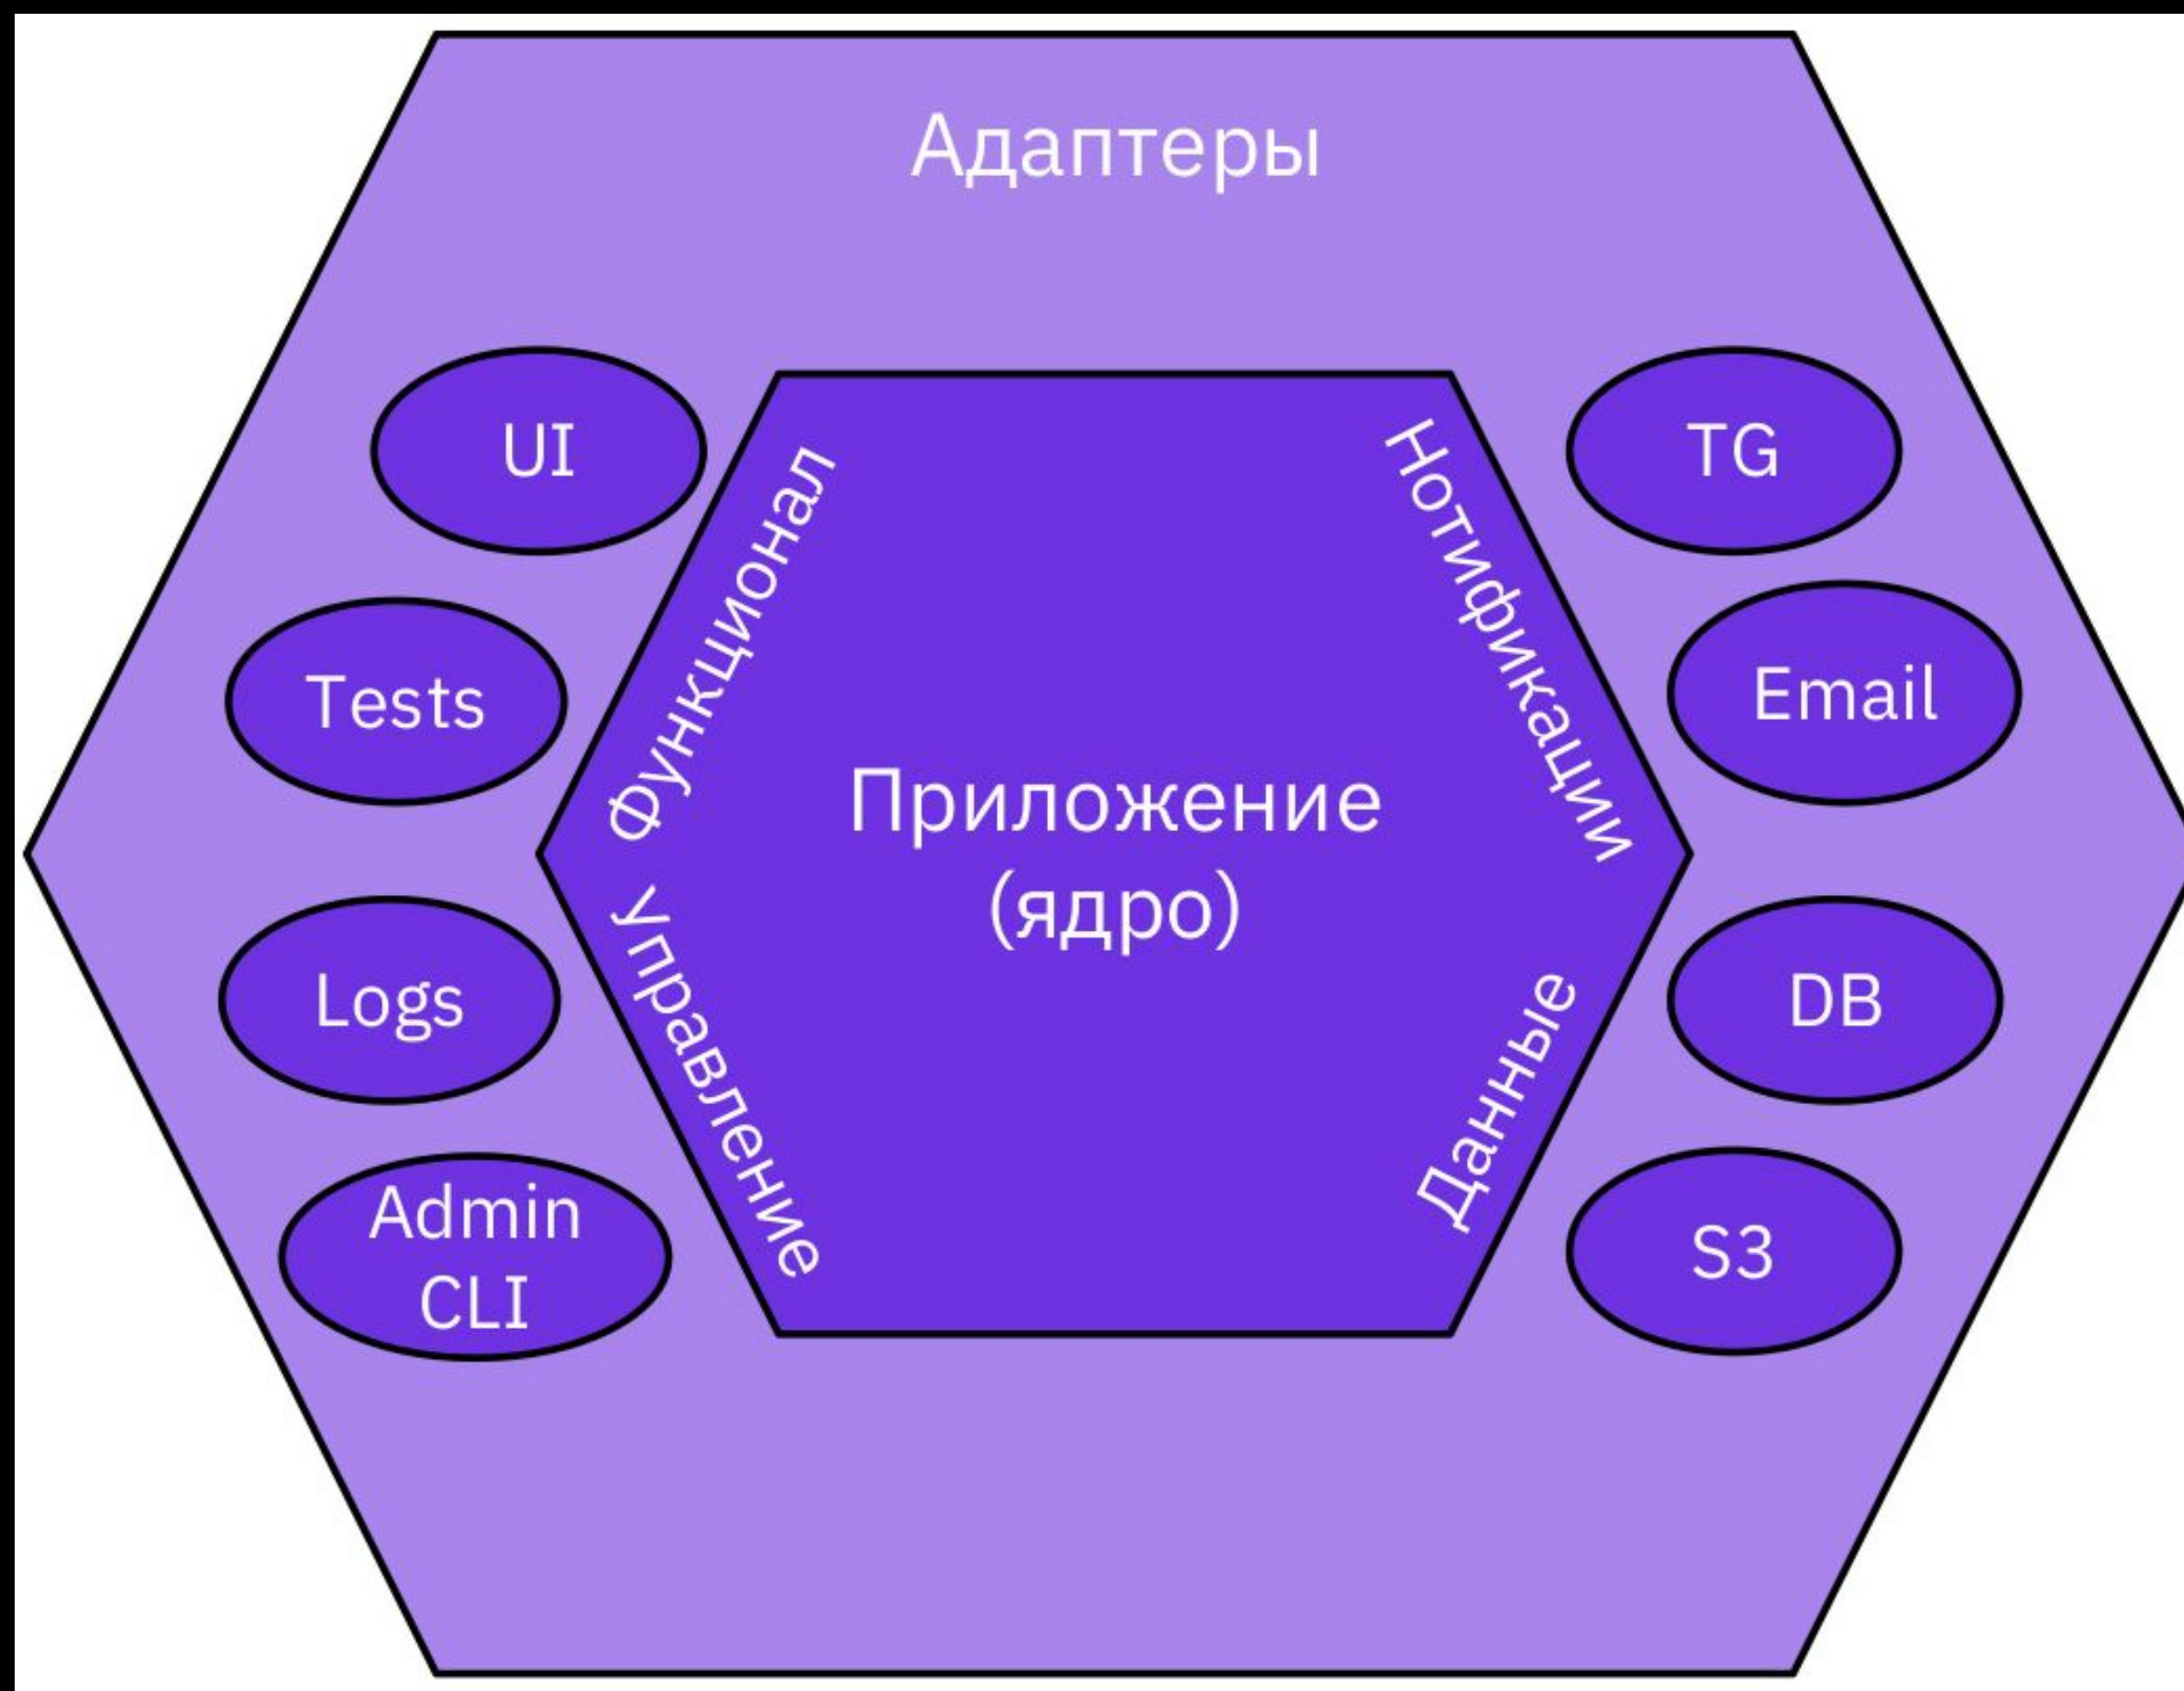 Адаптеры
UI
Tests
Logs
Admin
CLI
Функционал
Управление
Приложение
(ядро)
Нотификации
Данные
TG
Email
DB
S3